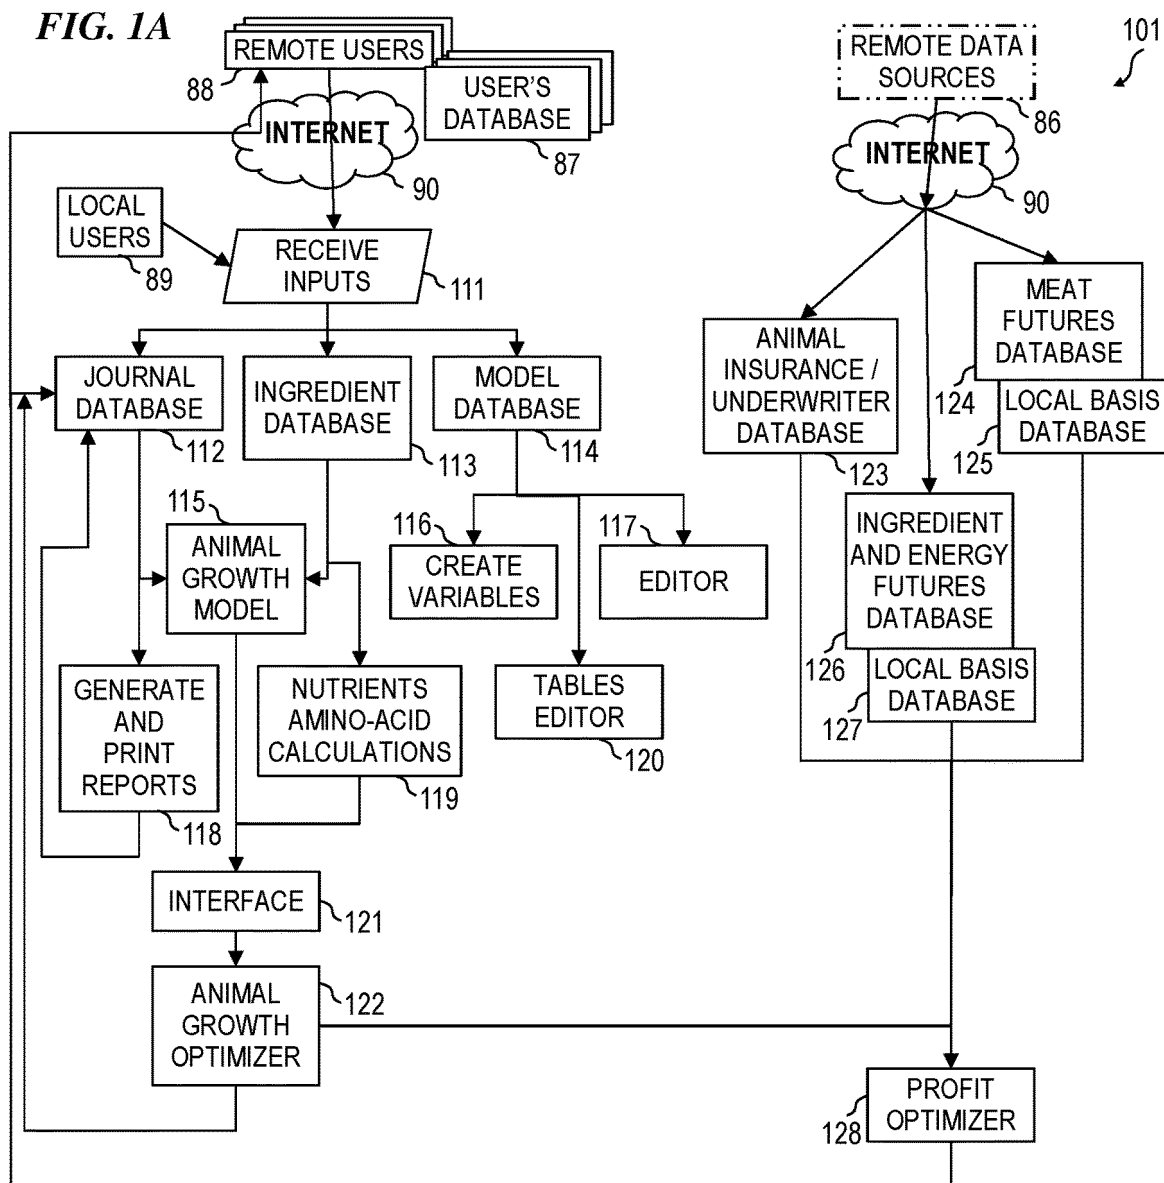 FIG. 1A
REMOTE USERS
88
USER'S
DATABASE
87
INTERNET
90
REMOTE DATA
SOURCES
86
101
INTERNET
90
LOCAL
USERS
89
RECEIVE
INPUTS
111
JOURNAL
DATABASE
112
INGREDIENT
DATABASE
113
MODEL
DATABASE
114
ANIMAL
INSURANCE /
UNDERWRITER
DATABASE
123
MEAT
FUTURES
DATABASE
124
LOCAL BASIS
DATABASE
125
115
ANIMAL
GROWTH
MODEL
116
CREATE
VARIABLES
117
EDITOR
INGREDIENT
AND ENERGY
FUTURES
DATABASE
126
LOCAL BASIS
DATABASE
127
GENERATE
AND
PRINT
REPORTS
118
NUTRIENTS
AMINO-ACID
CALCULATIONS
119
TABLES
EDITOR
120
INTERFACE
121
ANIMAL
GROWTH
OPTIMIZER
122
PROFIT
OPTIMIZER
128